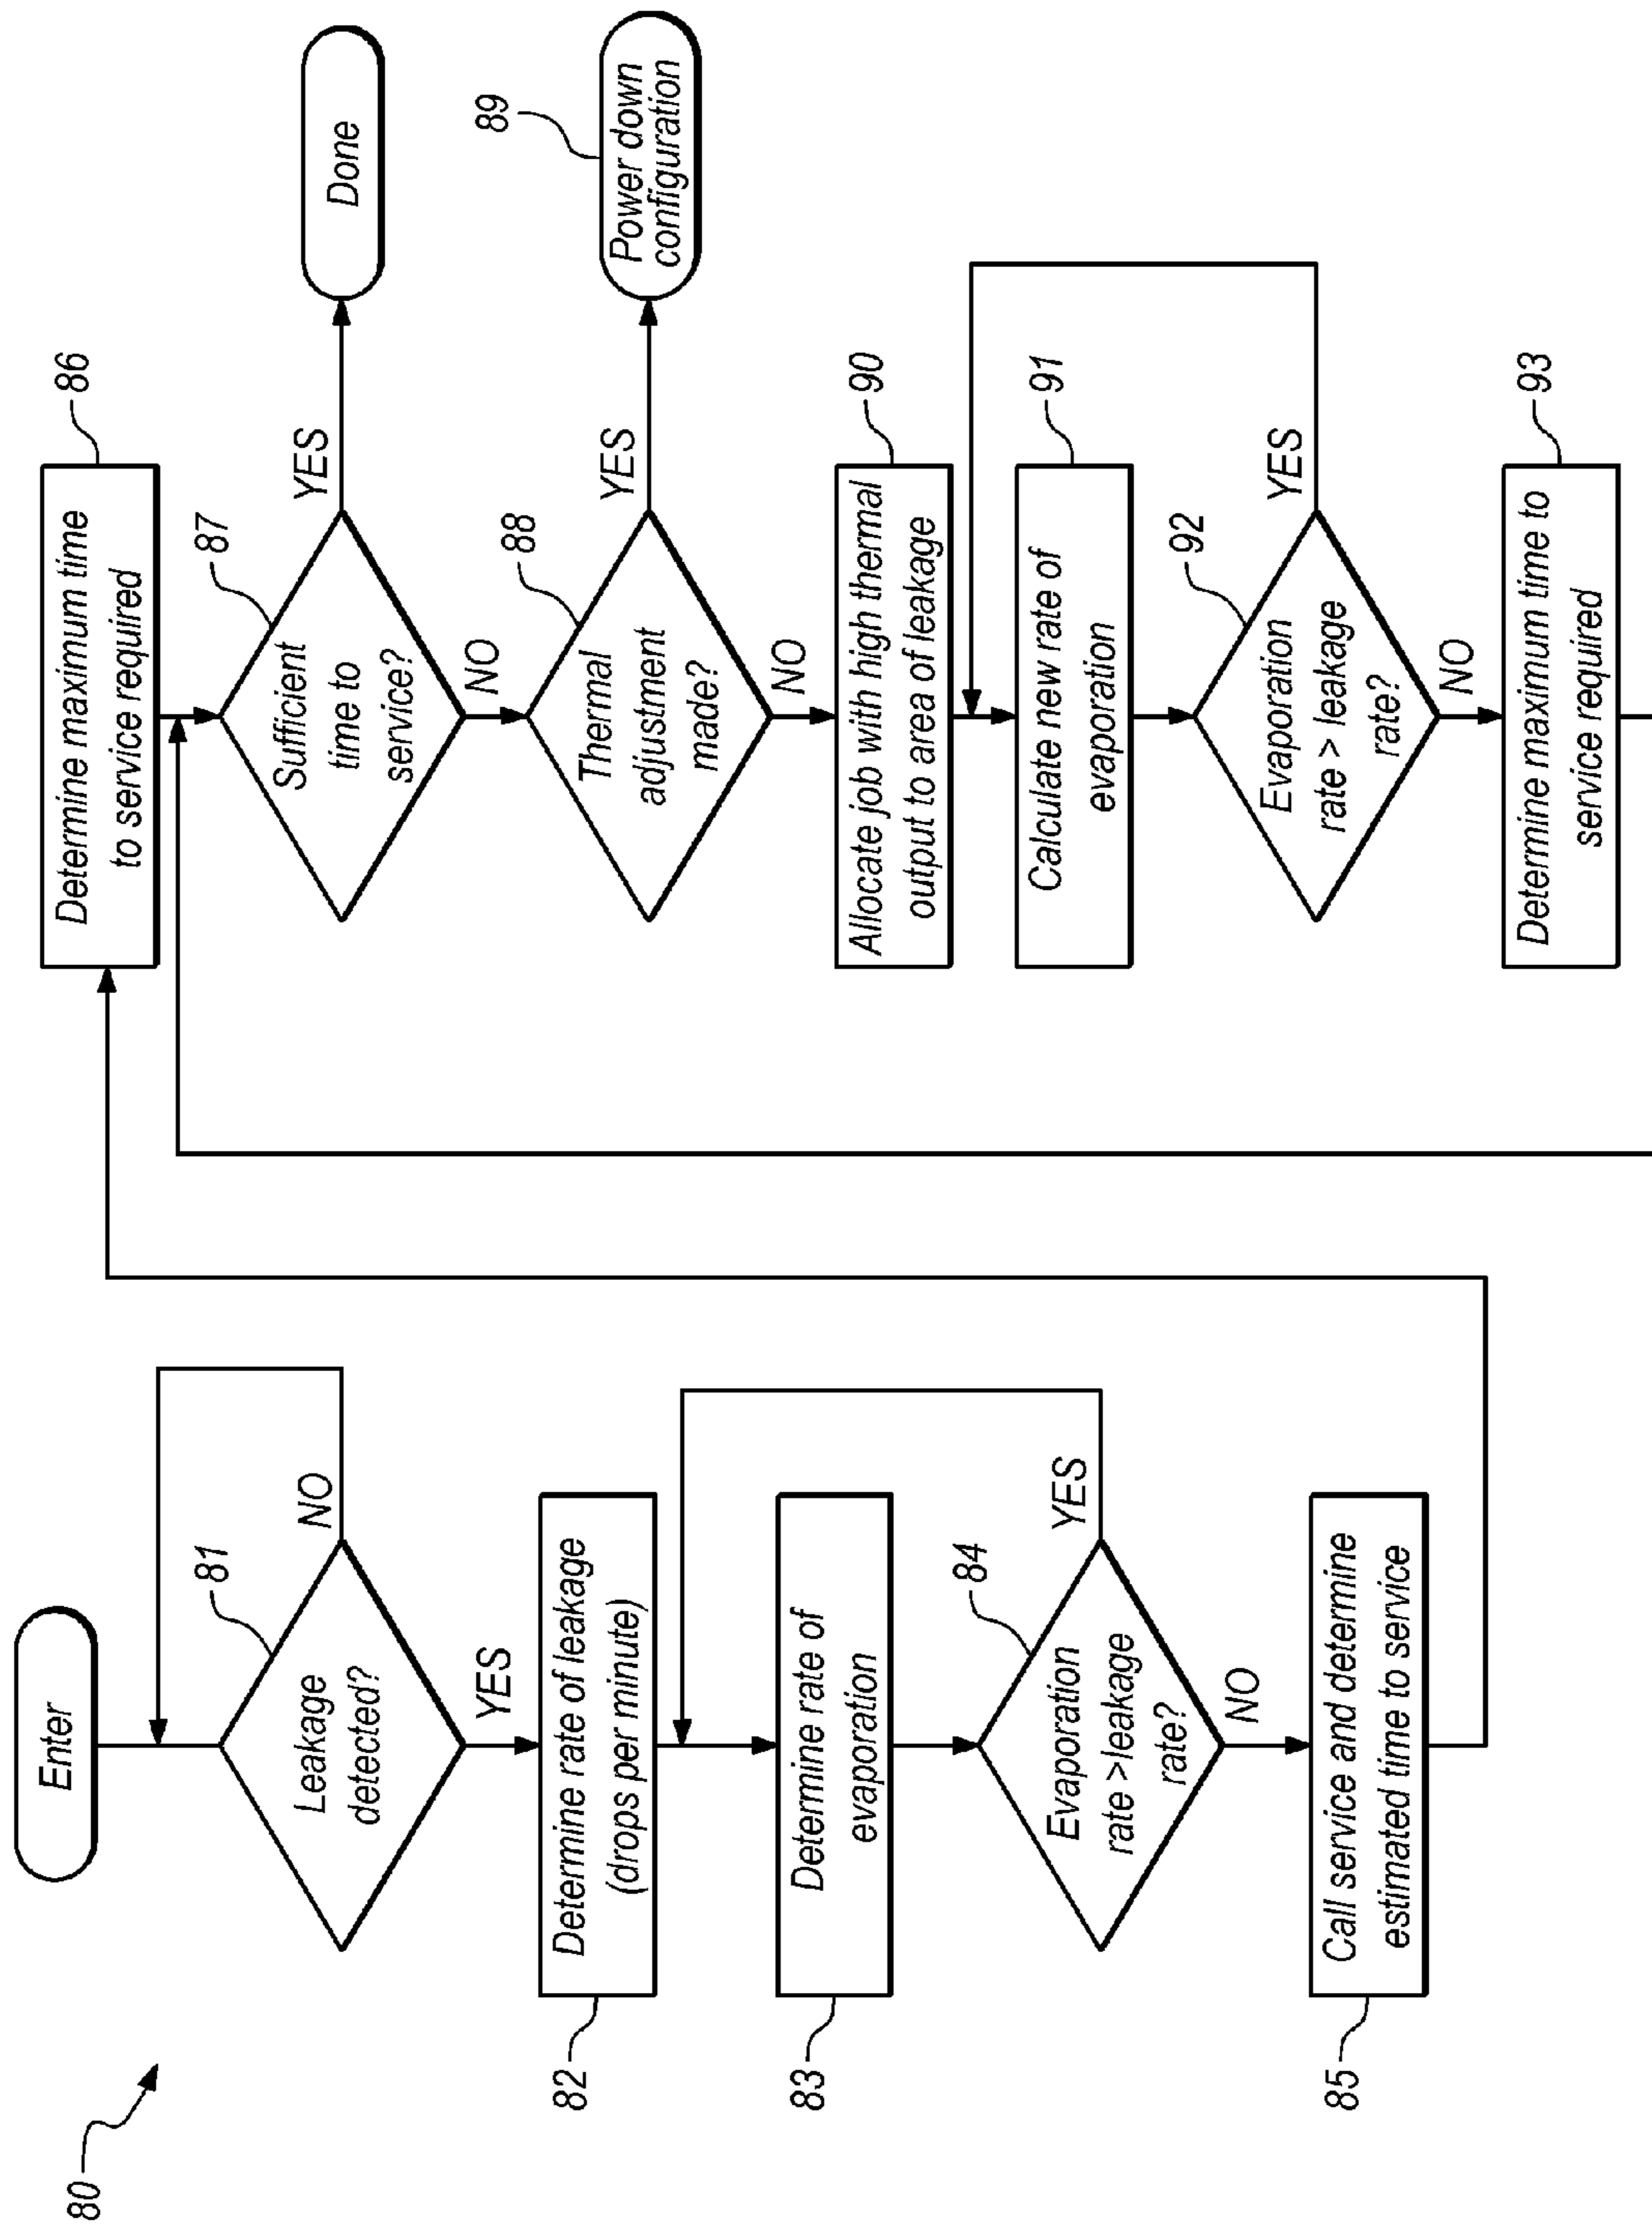 80
Enter
81
Leakage
detected?
NO
YES
82
Determine rate of leakage
(drops per minute)
83
Determine rate of
evaporation
84
Evaporation
rate >leakage
rate?
YES
NO
85
Call service and determine
estimated time to service
86
Determine maximum time
to service required
87
Sufficient
time to
service?
YES
Done
NO
88
Thermal
adjustment
made?
YES
89
Power down
configuration
NO
90
Allocate job with high thermal
output to area of leakage
91
Calculate new rate of
evaporation
92
Evaporation
rate > leakage
rate?
YES
NO
93
Determine maximum time to
service required